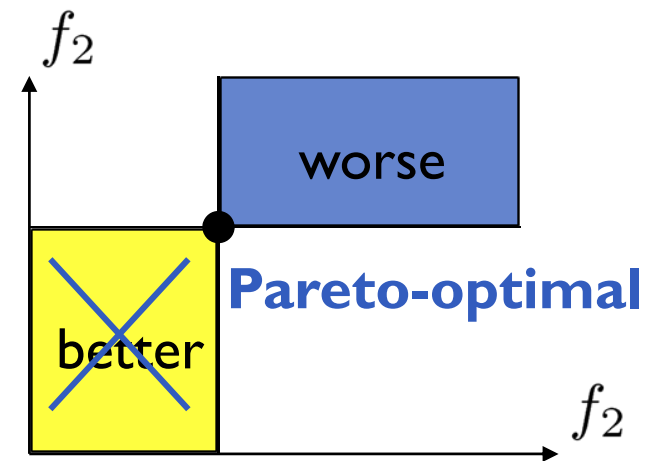 f₂
worse
Pareto-optimal
better
f₂